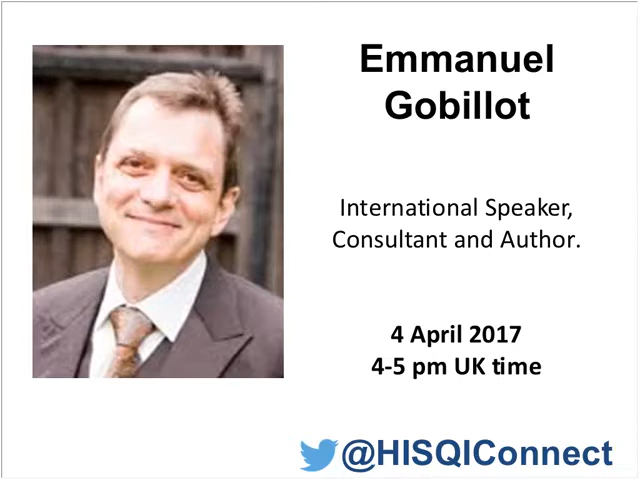 Emmanuel
Gobillot
International Speaker,
Consultant and Author.
4 April 2017
4-5 pm UK time
@HISQIConnect